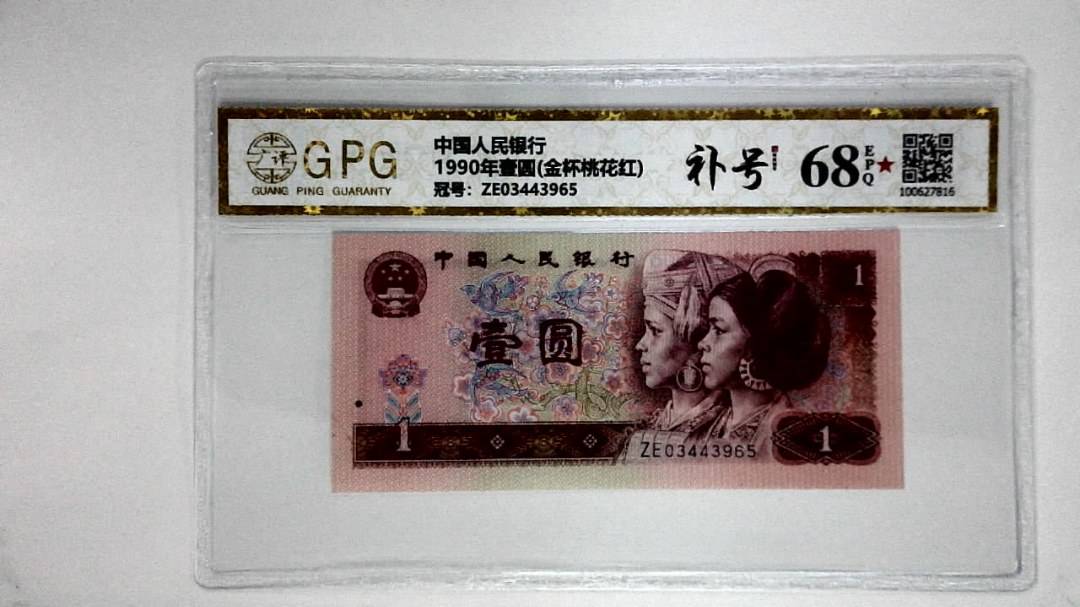 GPG
GUANG PING GUARANTY
中国人民银行
1990年壹圆(金杯桃花红)
冠号：ZE03443965
补号
68
EPQ
100627816
中国人民银行
壹圆
1
1
1
ZE03443965